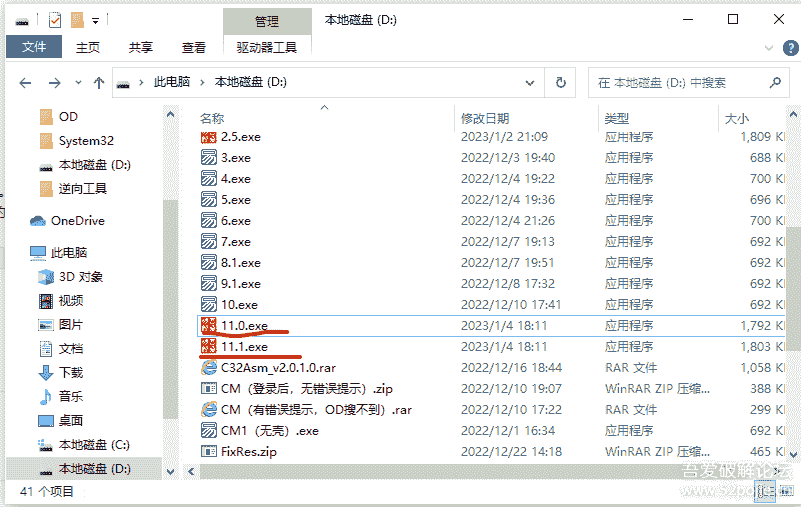 管理
本地磁盘 (D:)
文件
主页
共享
查看
驱动器工具
此电脑
本地磁盘 (D:)
在 本地磁盘 (D:) 中搜索
OD
System32
本地磁盘 (D:)
逆向工具
OneDrive
此电脑
3D 对象
视频
图片
文档
下载
音乐
桌面
本地磁盘 (C:)
本地磁盘 (D:)
名称 修改日期 类型 大小
2.5.exe 2023/1/2 21:09 应用程序 1,809 K
3.exe 2022/12/3 19:40 应用程序 688 K
4.exe 2022/12/4 19:22 应用程序 700 K
5.exe 2022/12/4 19:36 应用程序 696 K
6.exe 2022/12/4 21:26 应用程序 700 K
7.exe 2022/12/7 19:13 应用程序 692 K
8.1.exe 2022/12/7 19:51 应用程序 692 K
9.1.exe 2022/12/8 17:32 应用程序 692 K
10.exe 2022/12/10 17:41 应用程序 692 K
11.0.exe 2023/1/4 18:11 应用程序 1,792 K
11.1.exe 2023/1/4 18:11 应用程序 1,803 K
C32Asm_v2.0.1.0.rar 2022/12/16 18:44 RAR 文件 1,058 K
CM（登录后，无错误提示）.zip 2022/12/10 19:07 WinRAR ZIP 压缩... 388 K
CM（有错误提示，OD搜不到）.rar 2022/12/10 17:22 RAR 文件 299 K
CM1（无壳）.exe 2022/12/1 16:34 应用程序 692 K
FixRes.zip 2022/12/22 14:18 WinRAR ZIP 压缩... 465 K
41 个项目
吾爱破解论坛
www.52pojie.cn